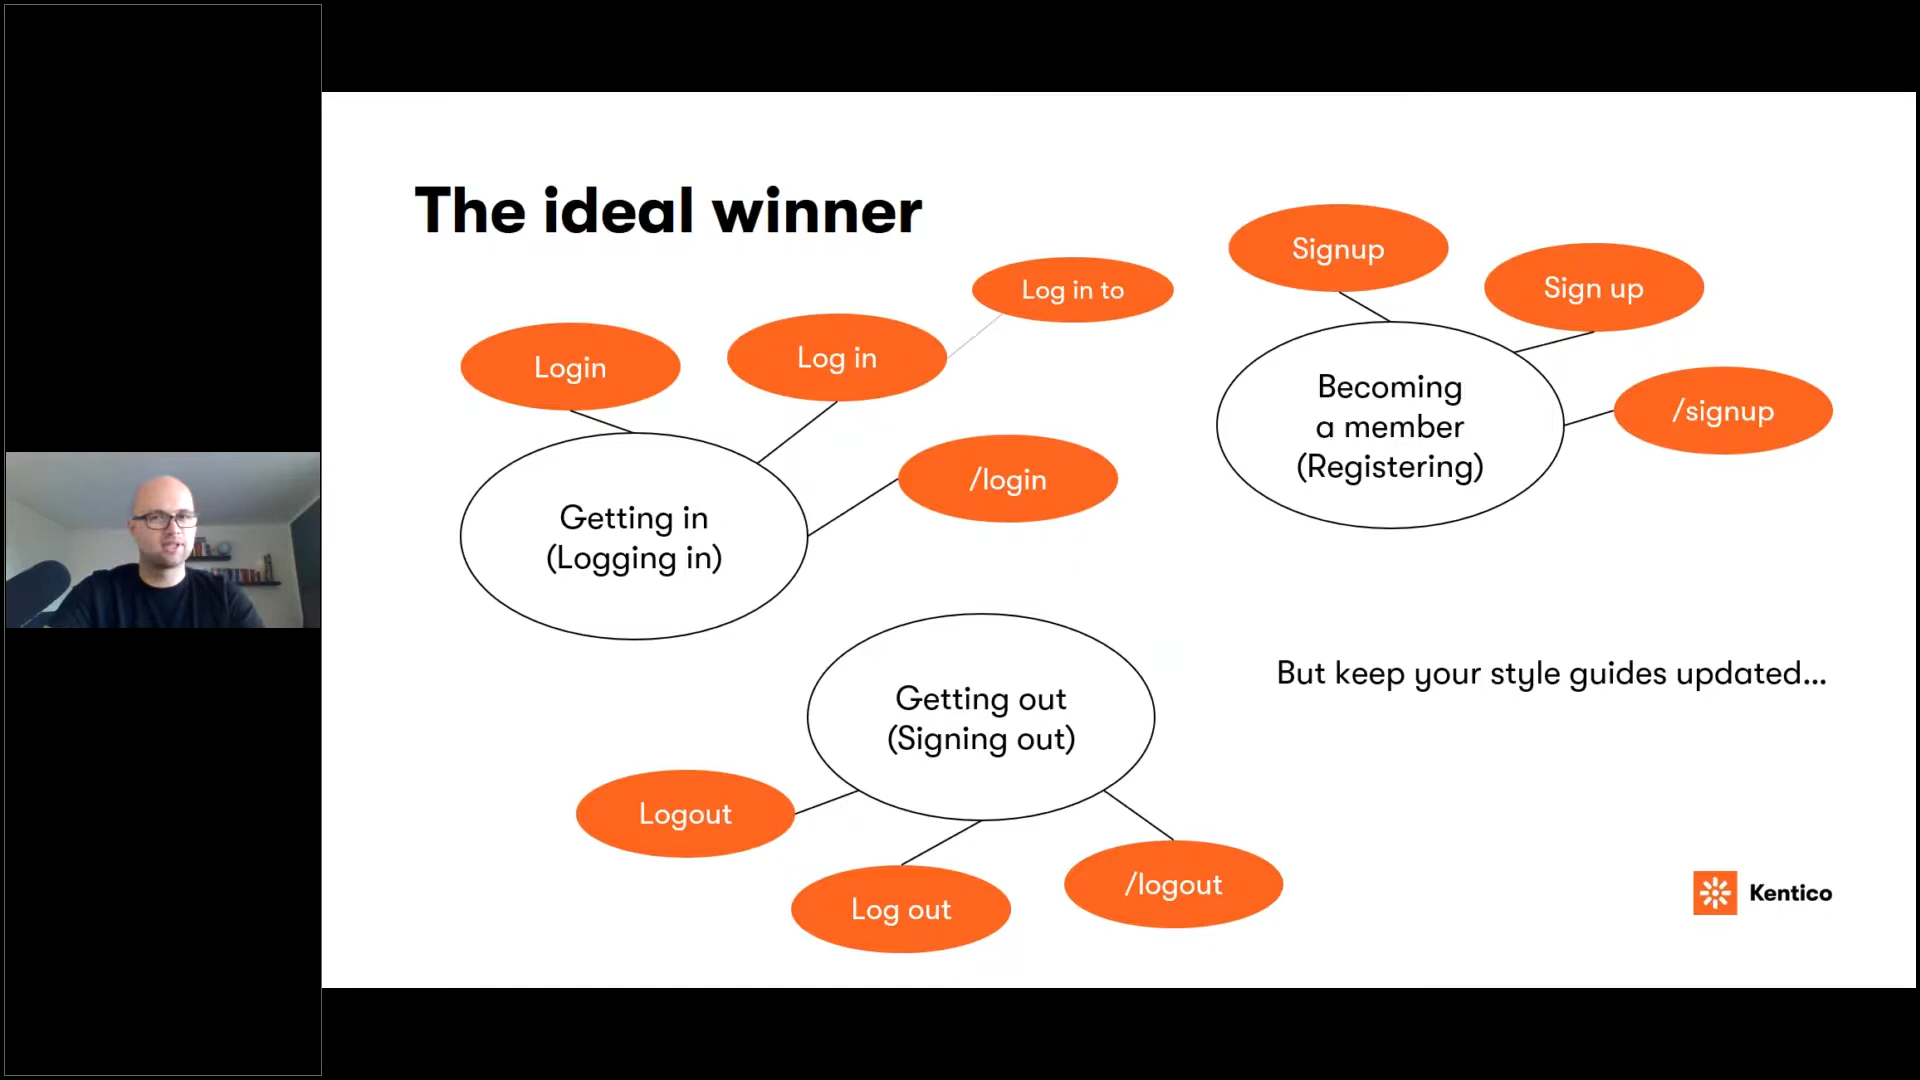 The ideal winner
Login
Log in
Log in to
/login
Getting in
(Logging in)
Signup
Sign up
/signup
Becoming
a member
(Registering)
Getting out
(Signing out)
Logout
Log out
/logout
But keep your style guides updated...
Kentico